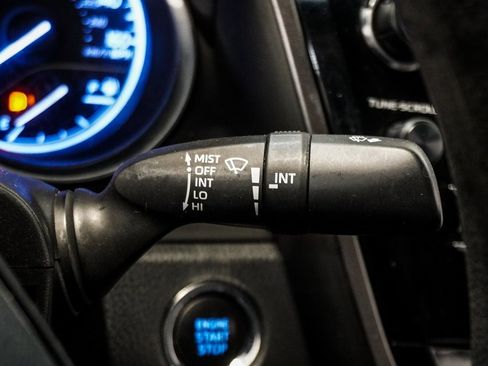 TUNE·SCROLL
MIST
OFF
INT
LO
HI
INT
ENGINE
START
STOP